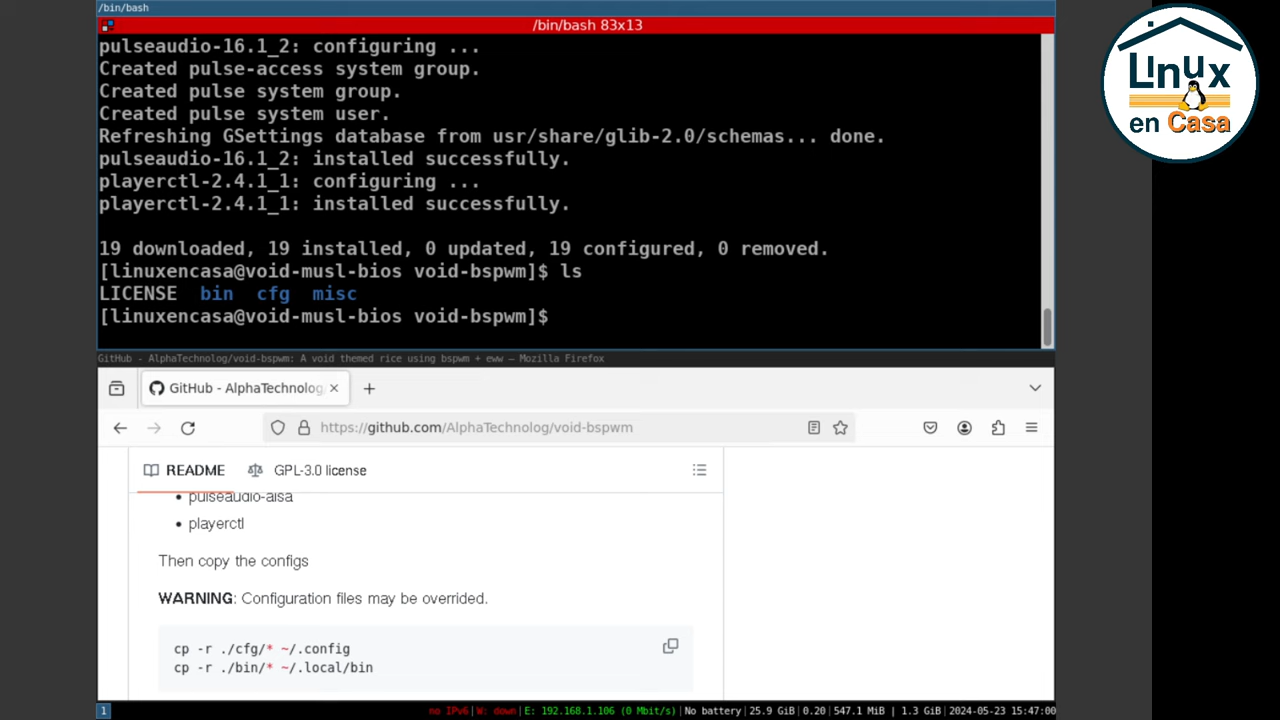 /bin/bash
/bin/bash 83x13
pulseaudio-16.1_2: configuring ...
Created pulse-access system group.
Created pulse system group.
Created pulse system user.
Refreshing GSettings database from usr/share/glib-2.0/schemas... done.
pulseaudio-16.1_2: installed successfully.
playerctl-2.4.1_1: configuring ...
playerctl-2.4.1_1: installed successfully.
19 downloaded, 19 installed, 0 updated, 19 configured, 0 removed.
[linuxencasa@void-musl-bios void-bspwm]$ ls
LICENSE bin cfg misc
[linuxencasa@void-musl-bios void-bspwm]$
Linux
en Casa
GitHub - AlphaTechnolog/void-bspwm: A void themed rice using bspwm + eww — Mozilla Firefox
GitHub - AlphaTechnolog
https://github.com/AlphaTechnolog/void-bspwm
README GPL-3.0 license
• pulseaudio-alsa
• playerctl
Then copy the configs
WARNING: Configuration files may be overrided.
cp -r ./cfg/* ~/.config
cp -r ./bin/* ~/.local/bin
1 no IPv6|W: down|E: 192.168.1.106 (0 Mbit/s)|No battery|25.9 GiB|0.20|547.1 MiB | 1.3 GiB|2024-05-23 15:47:00